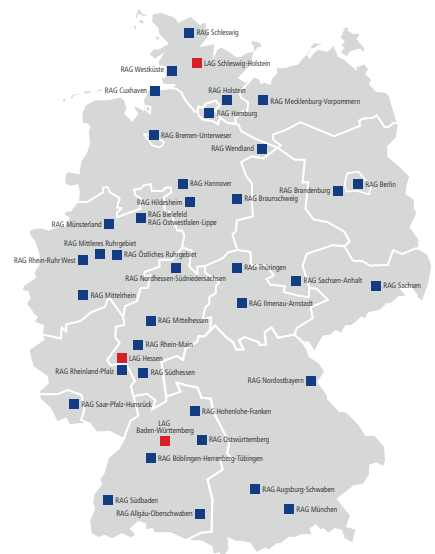 RAG Schleswig
LAG Schleswig-Holstein
RAG Westküste
RAG Cuxhaven
RAG Holstein
RAG Mecklenburg-Vorpommern
RAG Hamburg
RAG Bremen-Unterweser
RAG Wendland
RAG Hannover
RAG Berlin
RAG Brandenburg
RAG Hildesheim
RAG Braunschweig
RAG Bielefeld
RAG Ostwestfalen-Lippe
RAG Münsterland
RAG Mittleres Ruhrgebiet
RAG Östliches Ruhrgebiet
RAG Rhein-Ruhr West
RAG Thüringen
RAG Nordhessen-Südniedersachsen
RAG Sachsen-Anhalt
RAG Sachsen
RAG Mittelrhein
RAG Ilmenau-Arnstadt
RAG Mittelhessen
RAG Rhein-Main
LAG Hessen
RAG Rheinland-Pfalz
RAG Südhessen
RAG Nordostbayern
RAG Saar-Pfalz-Hunsrück
RAG Hohenlohe-Franken
LAG
Baden-Württemberg
RAG Ostwürttemberg
RAG Böblingen-Herrenberg-Tübingen
RAG Augsburg-Schwaben
RAG Südbaden
RAG München
RAG Allgäu-Oberschwaben